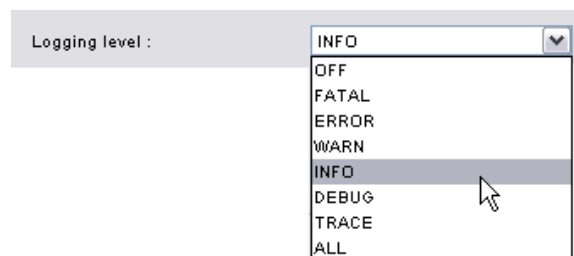 Logging level : INFO
OFF
FATAL
ERROR
WARN
INFO
DEBUG
TRACE
ALL